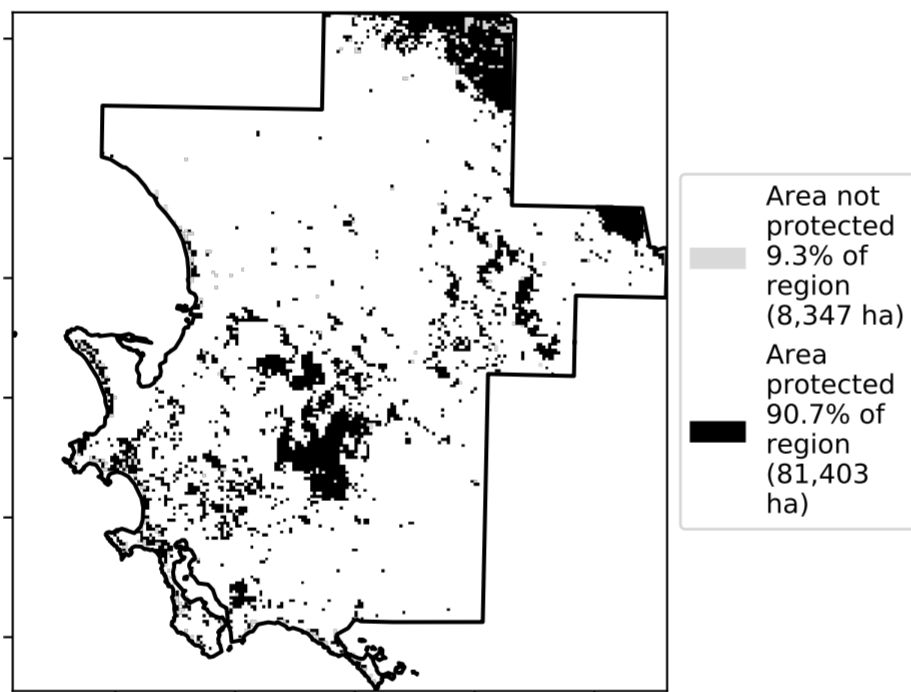 Area not
protected
9.3% of
region
(8,347 ha)
Area
protected
90.7% of
region
(81,403
ha)